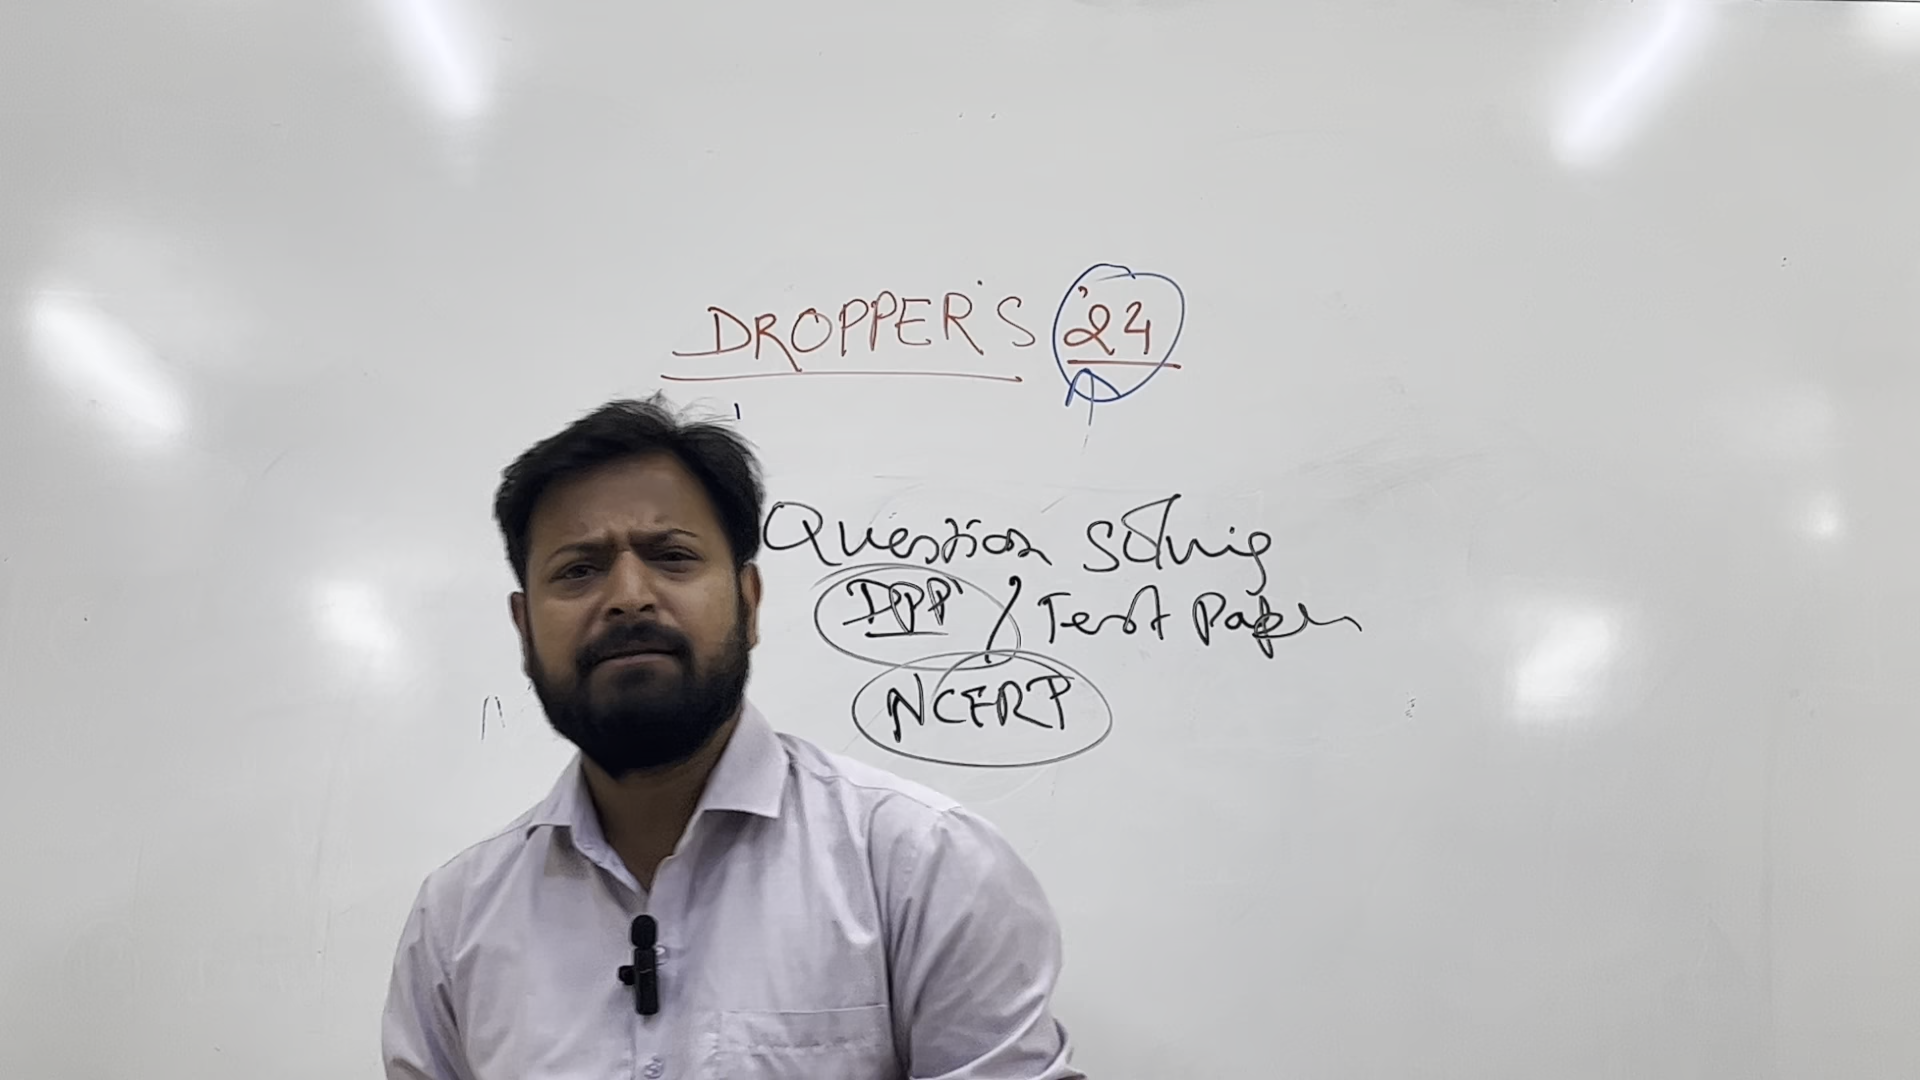 DROPPER'S '24
Question Solving
DPP / Test Paper
NCERT